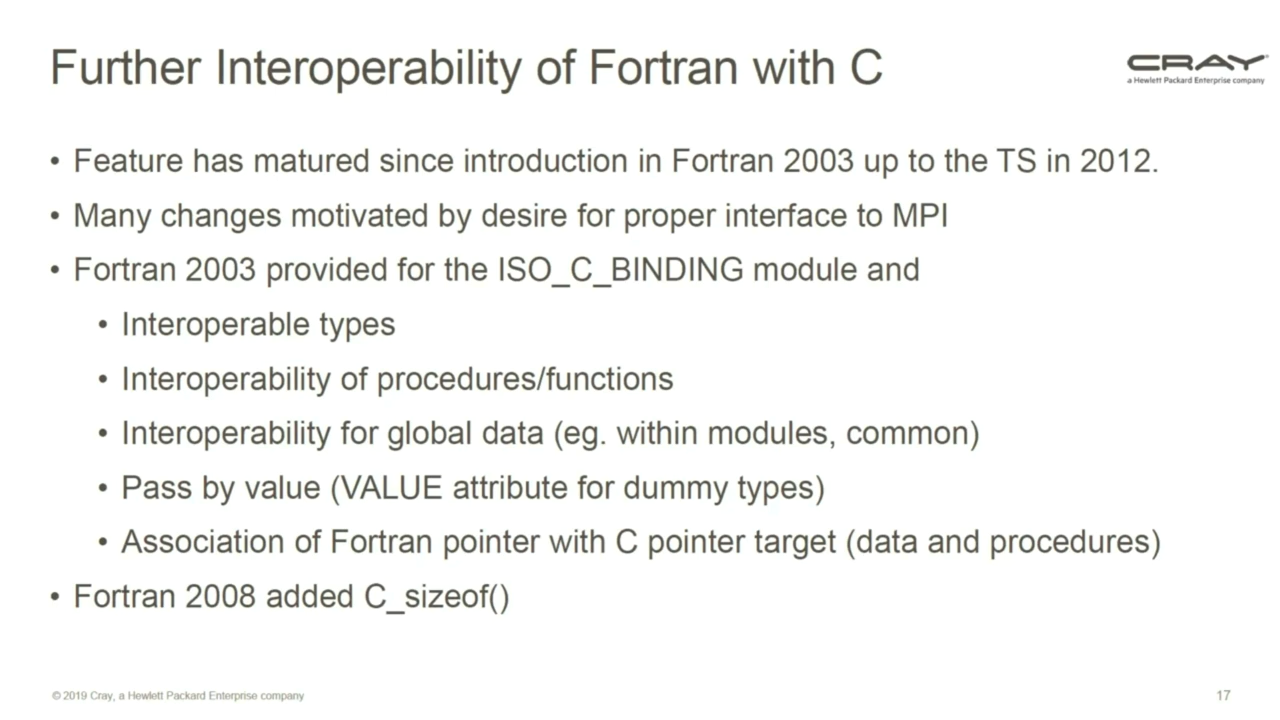 Further Interoperability of Fortran with C
CRAY
a Hewlett Packard Enterprise company
• Feature has matured since introduction in Fortran 2003 up to the TS in 2012.
• Many changes motivated by desire for proper interface to MPI
• Fortran 2003 provided for the ISO_C_BINDING module and
• Interoperable types
• Interoperability of procedures/functions
• Interoperability for global data (eg. within modules, common)
• Pass by value (VALUE attribute for dummy types)
• Association of Fortran pointer with C pointer target (data and procedures)
• Fortran 2008 added C_sizeof()
© 2019 Cray, a Hewlett Packard Enterprise company
17